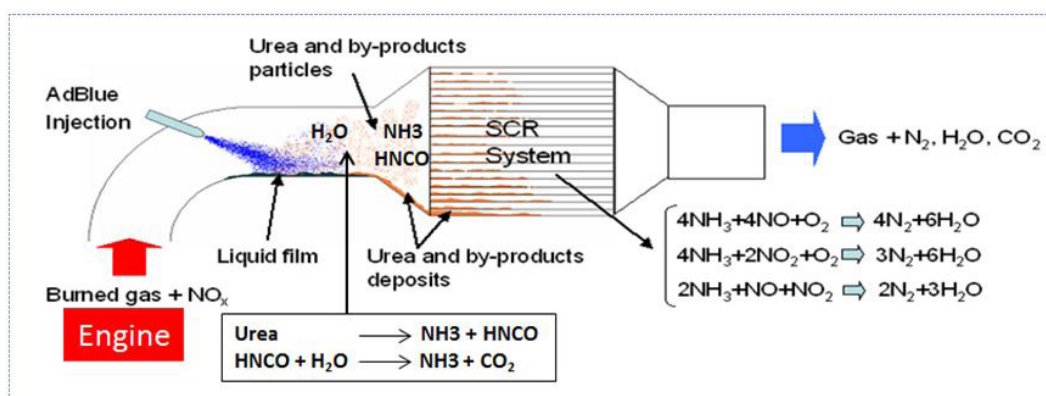 Urea and by-products
particles
AdBlue
Injection
H₂O
NH3
HNCO
SCR
System
Gas + N₂, H₂O, CO₂
Liquid film
Urea and by-products
deposits
4NH₃+4NO+O₂ ⇨ 4N₂+6H₂O
4NH₃+2NO₂+O₂ ⇨ 3N₂+6H₂O
2NH₃+NO+NO₂ ⇨ 2N₂+3H₂O
Burned gas + NOₓ
Engine
Urea ⟶ NH3 + HNCO
HNCO + H₂O ⟶ NH3 + CO₂